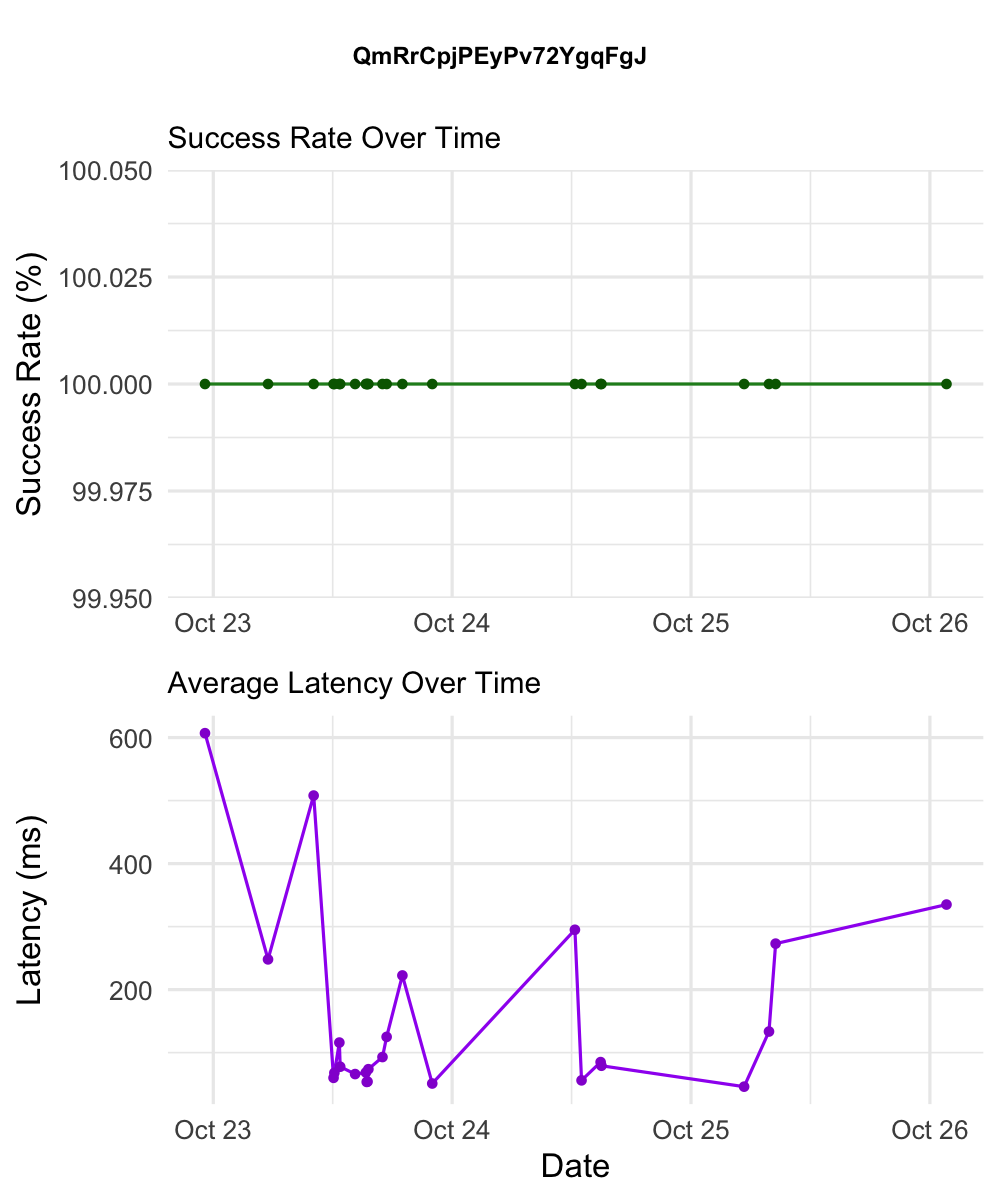 QmRrCpjPEyPv72YgqFgJ
Success Rate Over Time
Success Rate (%)
100.050
100.025
100.000
99.975
99.950
Oct 23 Oct 24 Oct 25 Oct 26
Average Latency Over Time
Latency (ms)
600
400
200
Oct 23 Oct 24 Oct 25 Oct 26
Date